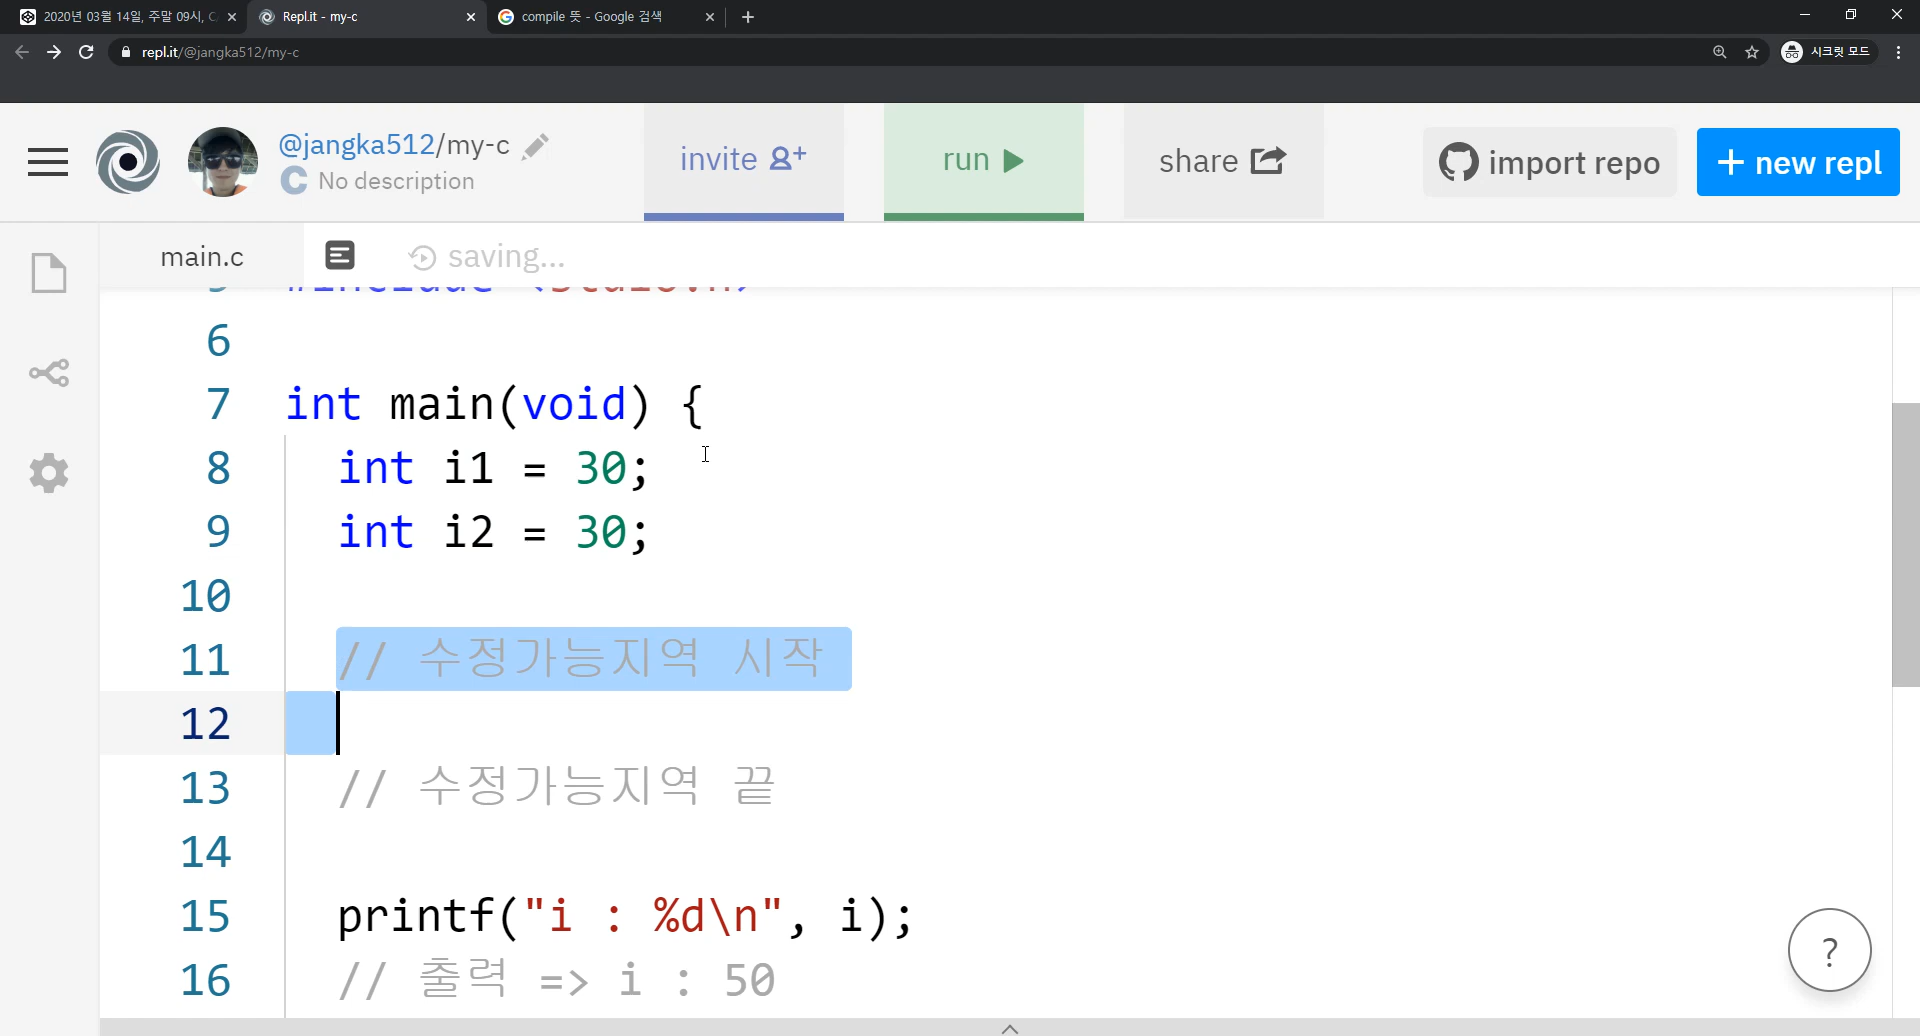 2020년 03월 14일, 주말 09시, C
Repl.it - my-c
compile 뜻 - Google 검색
repl.it/@jangka512/my-c
시크릿 모드
@jangka512/my-c
No description
invite
run
share
import repo
+ new repl
main.c
saving...
5 #include <stdio.h>
6
7 int main(void) {
8 int i1 = 30;
9 int i2 = 30;
10
11 // 수정가능지역 시작
12
13 // 수정가능지역 끝
14
15 printf("i : %d\n", i);
16 // 출력 => i : 50
?